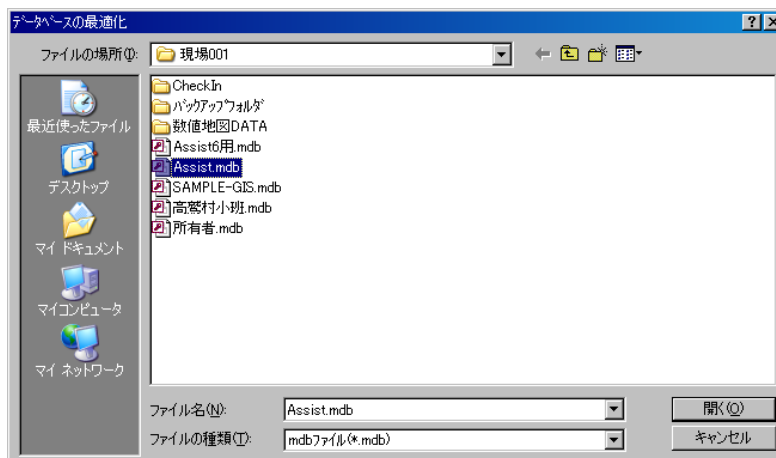 ﾃﾞｰﾀﾍﾞｰｽの最適化
ファイルの場所(I):
現場001
最近使ったファイル
デスクトップ
マイ ドキュメント
マイコンピュータ
マイ ネットワーク
CheckIn
ﾊﾞｯｸｱｯﾌﾟﾌｫﾙﾀﾞ
数値地図DATA
Assist6用.mdb
Assist.mdb
SAMPLE-GIS.mdb
高鷲村小班.mdb
所有者.mdb
ファイル名(N):
Assist.mdb
開く(O)
ファイルの種類(T):
mdbﾌｧｲﾙ(*.mdb)
キャンセル